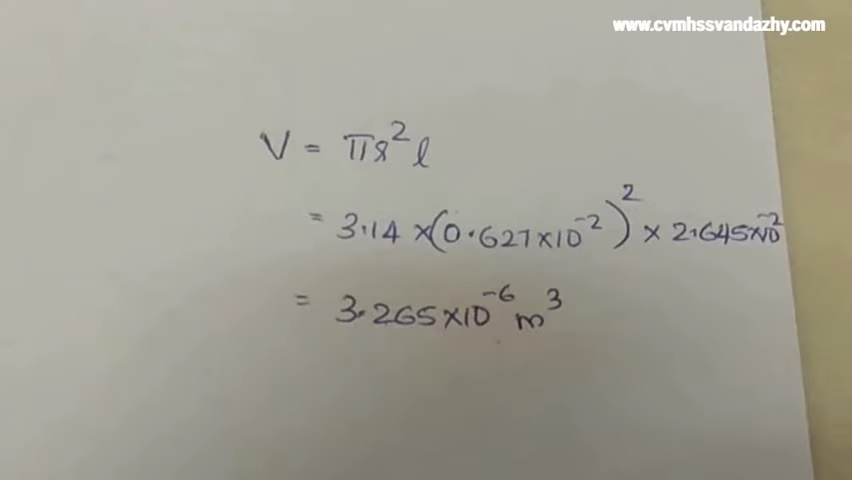 www.cvmhssvandazhy.com
V = πr²l
= 3.14 ×(0.627×10⁻²)² × 2.645×10⁻²
= 3.265×10⁻⁶ m³